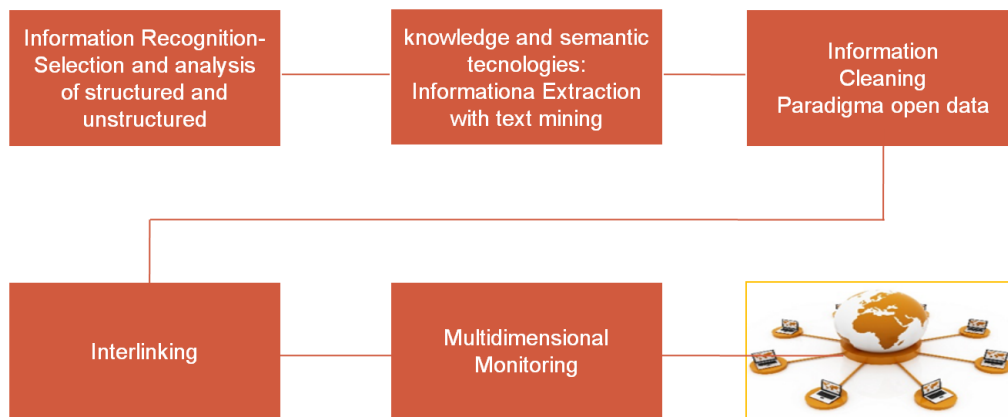 Information Recognition-
Selection and analysis
of structured and
unstructured
knowledge and semantic
tecnologies:
Informationa Extraction
with text mining
Information
Cleaning
Paradigma open data
Interlinking
Multidimensional
Monitoring